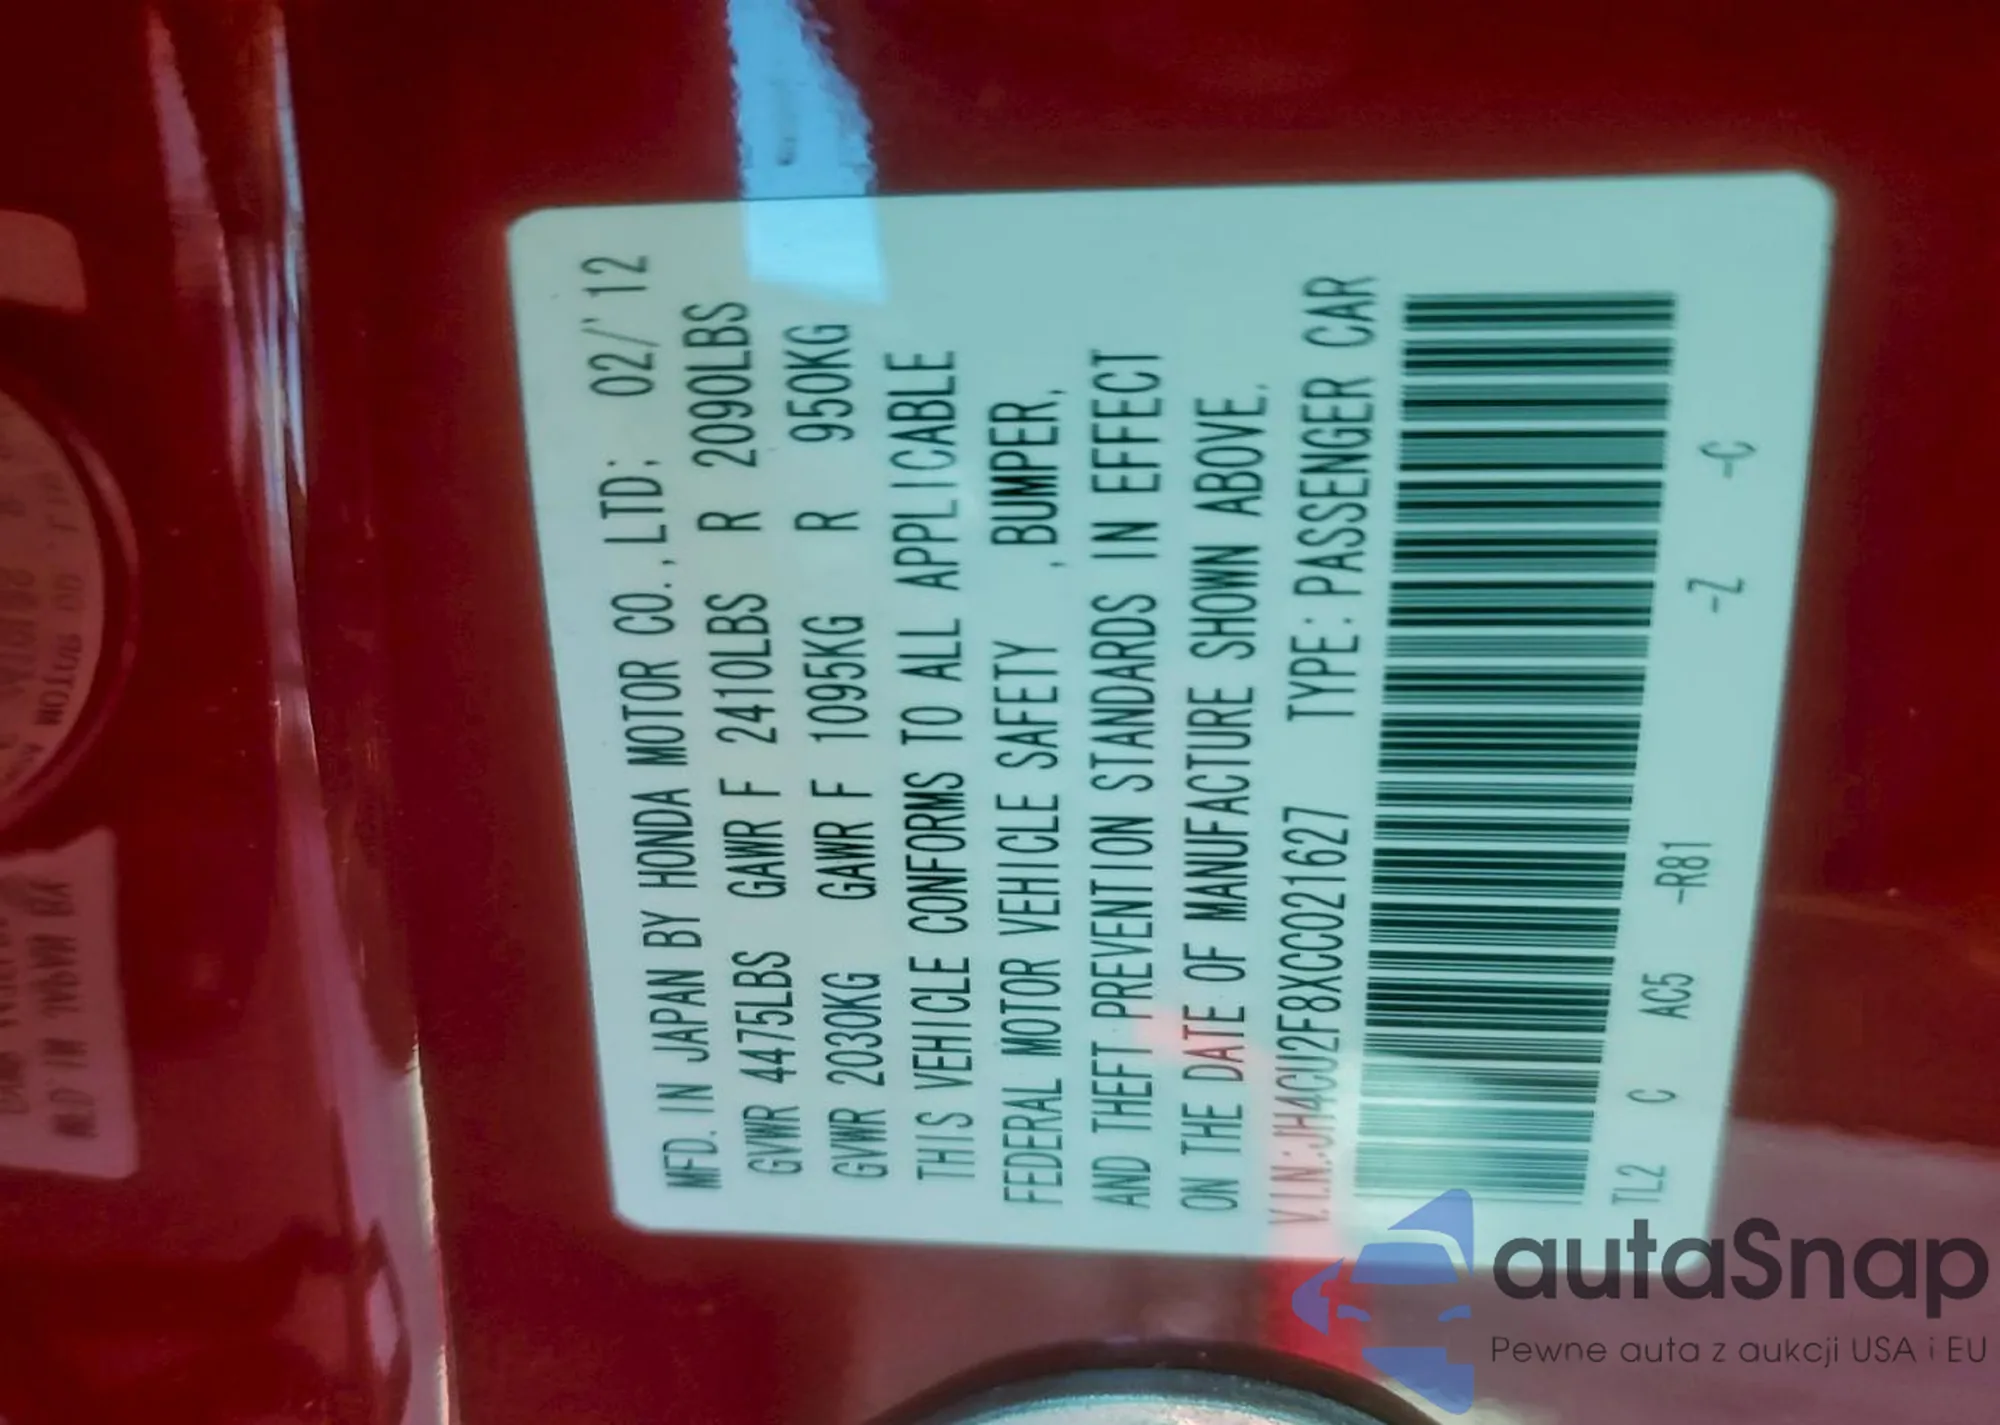 MFD. IN JAPAN BY HONDA MOTOR CO., LTD; 02/'12
GVWR 4475LBS GAWR F 2410LBS R 2090LBS
GVWR 2030KG GAWR F 1095KG R 950KG
THIS VEHICLE CONFORMS TO ALL APPLICABLE
FEDERAL MOTOR VEHICLE SAFETY , BUMPER,
AND THEFT PREVENTION STANDARDS IN EFFECT
ON THE DATE OF MANUFACTURE SHOWN ABOVE.
V.I.N.:JH4CU2F8XCC021627 TYPE: PASSENGER CAR
TL2 C AC5 -R81 -Z -C
autaSnap
Pewne auta z aukcji USA i EU